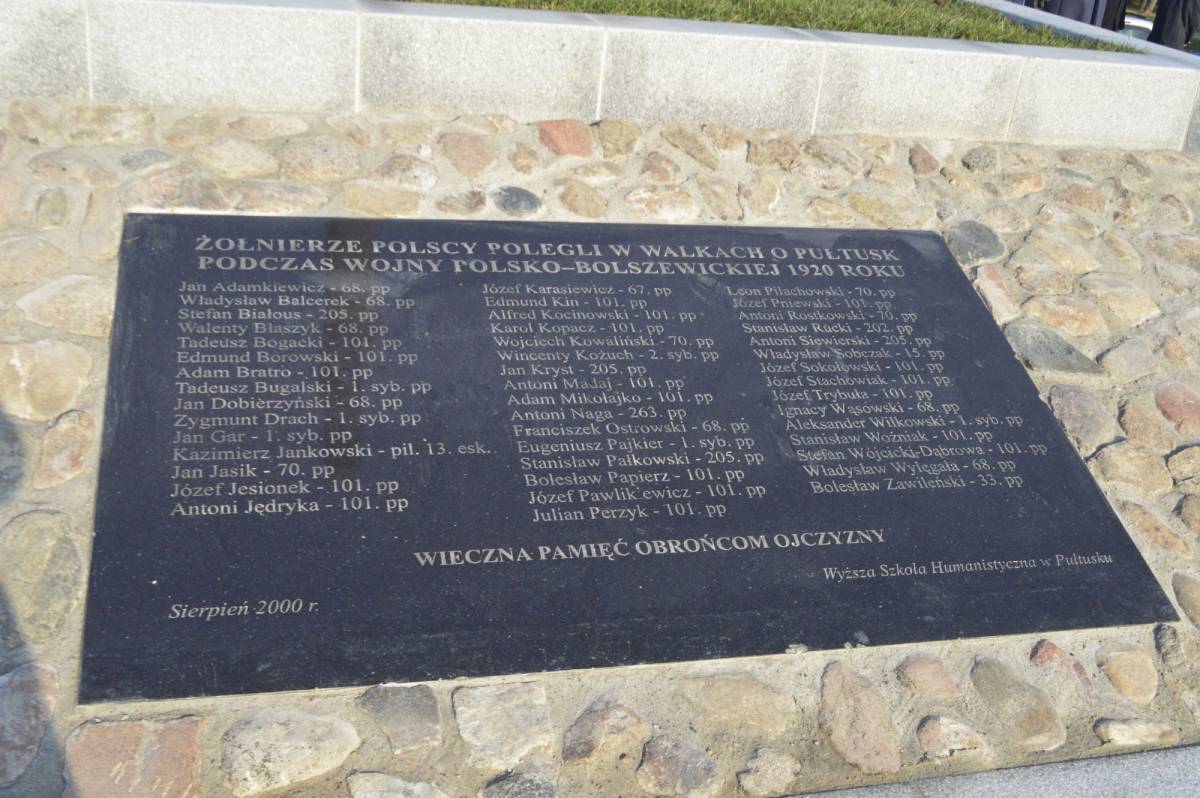 ŻOŁNIERZE POLSCY POLEGLI W WALKACH O PUŁTUSK
PODCZAS WOJNY POLSKO–BOLSZEWICKIEJ 1920 ROKU
Jan Adamkiewicz - 68. pp
Władysław Balcerek - 68. pp
Stefan Białous - 205. pp
Walenty Błaszyk - 68. pp
Tadeusz Bogacki - 101. pp
Edmund Borowski - 101. pp
Adam Bratro - 101. pp
Tadeusz Bugalski - 1. syb. pp
Jan Dobierzyński - 68. pp
Zygmunt Drach - 1. syb. pp
Jan Gar - 1. syb. pp
Kazimierz Jankowski - pil. 13. esk.
Jan Jasik - 70. pp
Józef Jesionek - 101. pp
Antoni Jędryka - 101. pp
Józef Karasiewicz - 67. pp
Edmund Kin - 101. pp
Alfred Kocinowski - 101. pp
Karol Kopacz - 101. pp
Wojciech Kowaliński - 70. pp
Wincenty Kożuch - 2. syb. pp
Jan Kryst - 205. pp
Antoni Madaj - 101. pp
Adam Mikołajko - 101. pp
Antoni Naga - 263. pp
Franciszek Ostrowski - 68. pp
Eugeniusz Pajkier - 1. syb. pp
Stanisław Pałkowski - 205. pp
Bolesław Papierz - 101. pp
Józef Pawlikiewicz - 101. pp
Julian Perzyk - 101. pp
Leon Piłachowski - 70. pp
Józef Pniewski - 101. pp
Antoni Rostkowski - 70. pp
Stanisław Rucki - 202. pp
Antoni Siewierski - 205. pp
Władysław Sobczak - 15. pp
Józef Sokołowski - 101. pp
Józef Stachowiak - 101. pp
Józef Trybuła - 101. pp
Ignacy Wąsowski - 68. pp
Aleksander Wilkowski - 1. syb. pp
Stanisław Woźniak - 101. pp
Stefan Wójcicki-Dąbrowa - 101. pp
Władysław Wylęgała - 68. pp
Bolesław Zawileński - 33. pp
WIECZNA PAMIĘĆ OBROŃCOM OJCZYZNY
Wyższa Szkoła Humanistyczna w Pułtusku
Sierpień 2000 r.